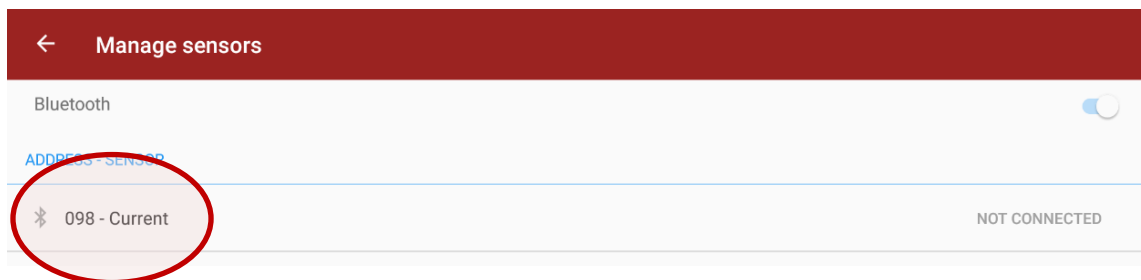 Manage sensors
Bluetooth
ADDRESS - SENSOR
098 - Current NOT CONNECTED